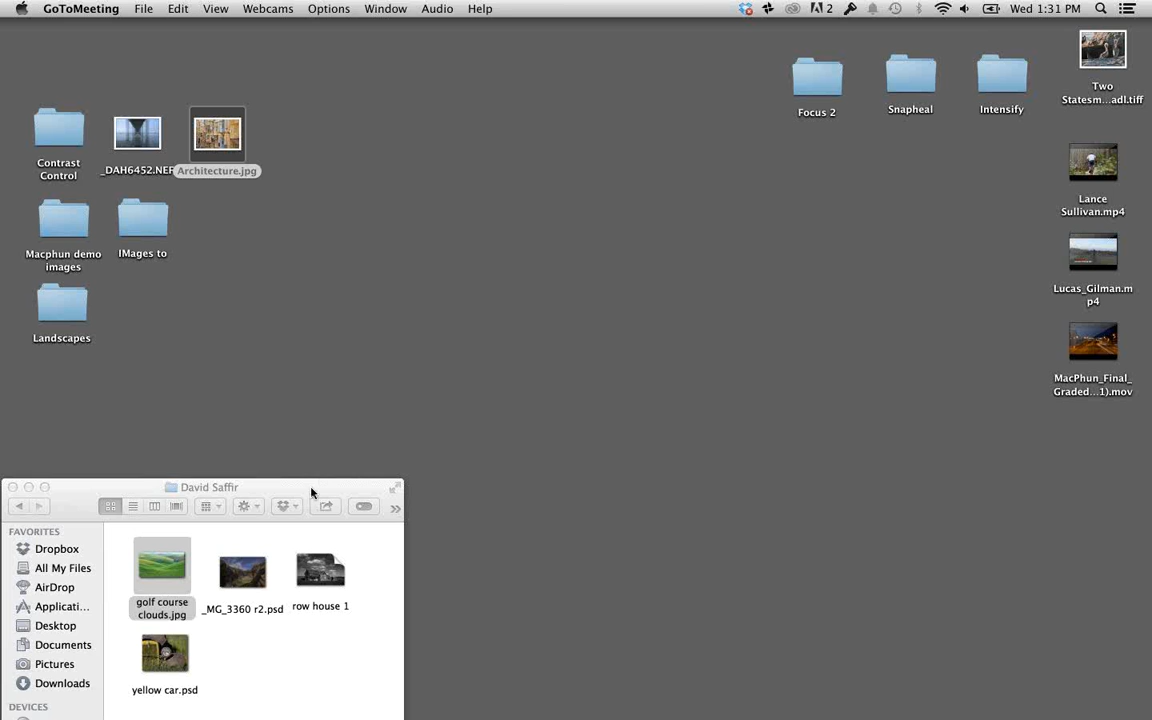 GoToMeeting File Edit View Webcams Options Window Audio Help
2 Wed 1:31 PM
Focus 2
Snapheal
Intensify
Two
Statesm...adl.tiff
Contrast
Control
_DAH6452.NEF
Architecture.jpg
Lance
Sullivan.mp4
Macphun demo
images
IMages to
Lucas_Gilman.m
p4
Landscapes
MacPhun_Final_
Graded...1).mov
David Saffir
FAVORITES
Dropbox
All My Files
AirDrop
Applicati...
Desktop
Documents
Pictures
Downloads
DEVICES
golf course
clouds.jpg
_MG_3360 r2.psd
row house 1
yellow car.psd